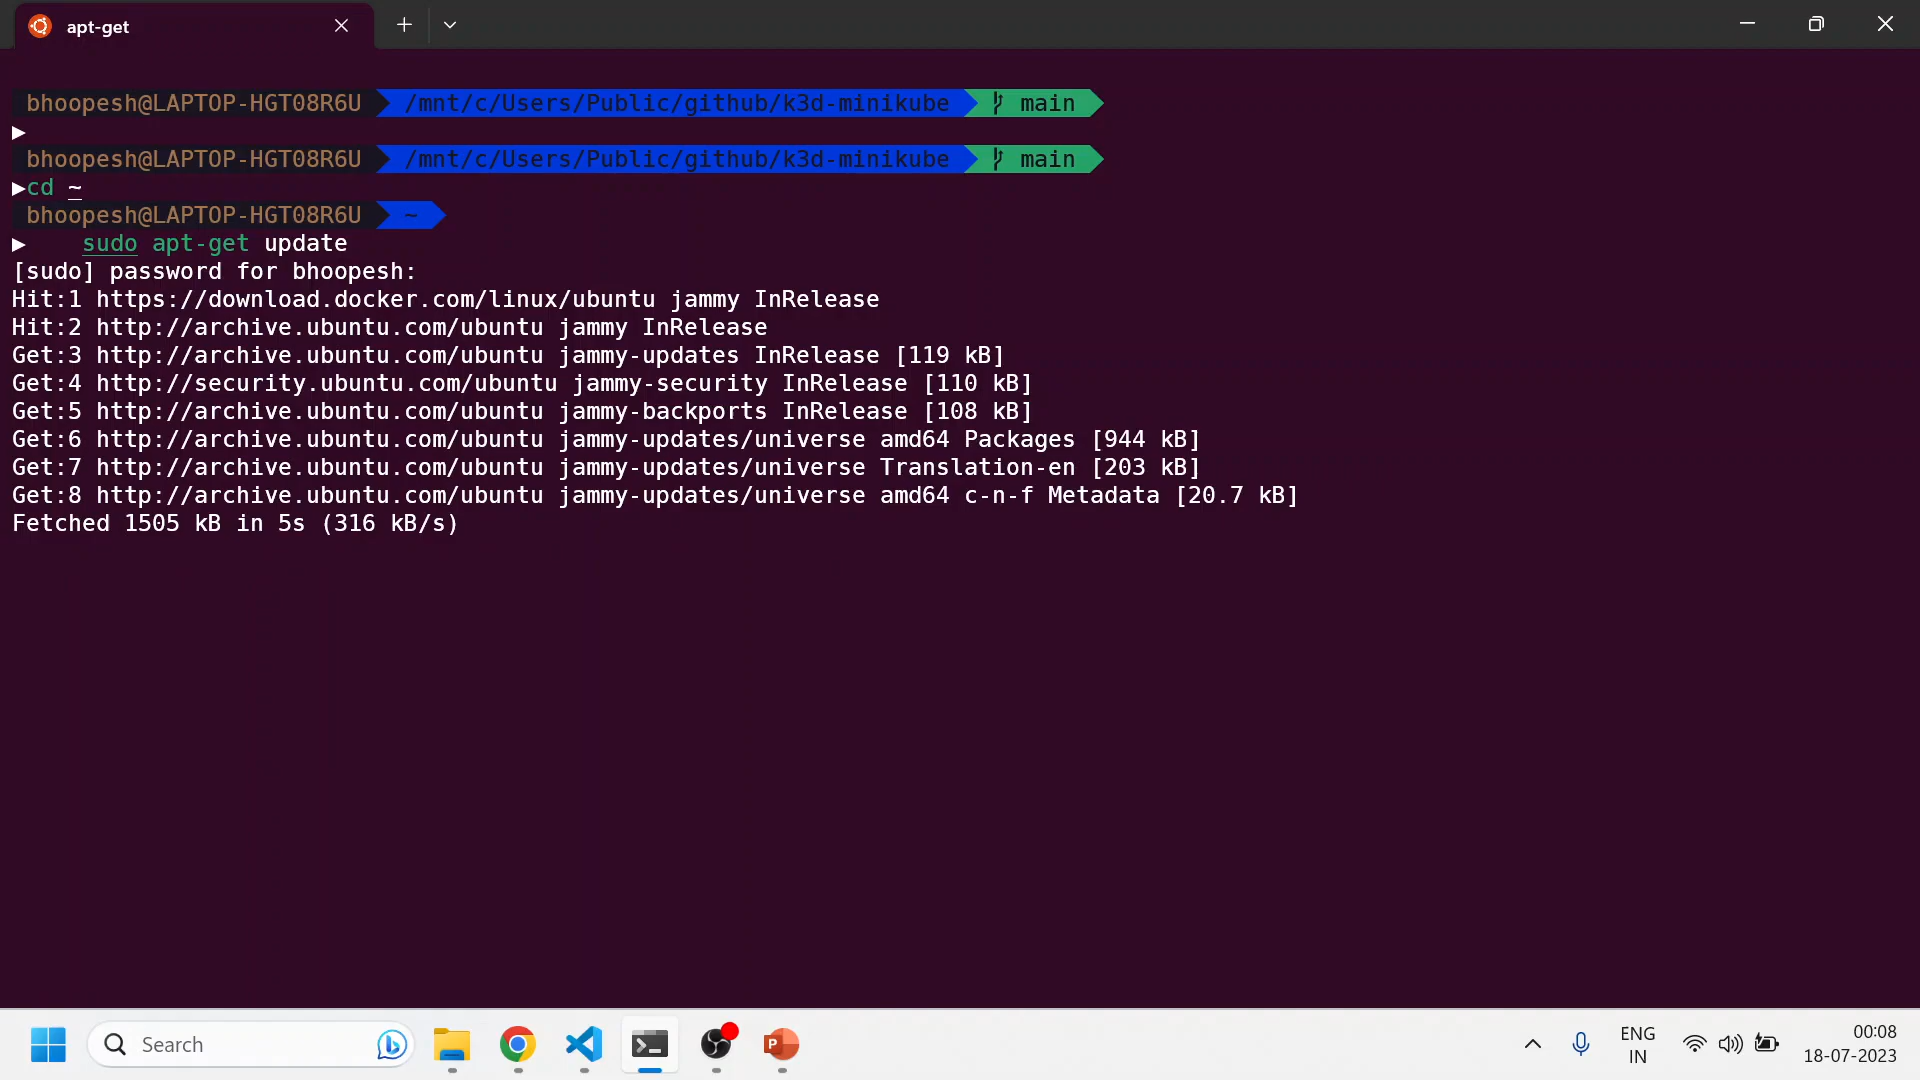 apt-get
bhoopesh@LAPTOP-HGT08R6U /mnt/c/Users/Public/github/k3d-minikube main
bhoopesh@LAPTOP-HGT08R6U /mnt/c/Users/Public/github/k3d-minikube main
cd ~
bhoopesh@LAPTOP-HGT08R6U ~
sudo apt-get update
[sudo] password for bhoopesh:
Hit:1 https://download.docker.com/linux/ubuntu jammy InRelease
Hit:2 http://archive.ubuntu.com/ubuntu jammy InRelease
Get:3 http://archive.ubuntu.com/ubuntu jammy-updates InRelease [119 kB]
Get:4 http://security.ubuntu.com/ubuntu jammy-security InRelease [110 kB]
Get:5 http://archive.ubuntu.com/ubuntu jammy-backports InRelease [108 kB]
Get:6 http://archive.ubuntu.com/ubuntu jammy-updates/universe amd64 Packages [944 kB]
Get:7 http://archive.ubuntu.com/ubuntu jammy-updates/universe Translation-en [203 kB]
Get:8 http://archive.ubuntu.com/ubuntu jammy-updates/universe amd64 c-n-f Metadata [20.7 kB]
Fetched 1505 kB in 5s (316 kB/s)
Search
P
ENG
IN
00:08
18-07-2023